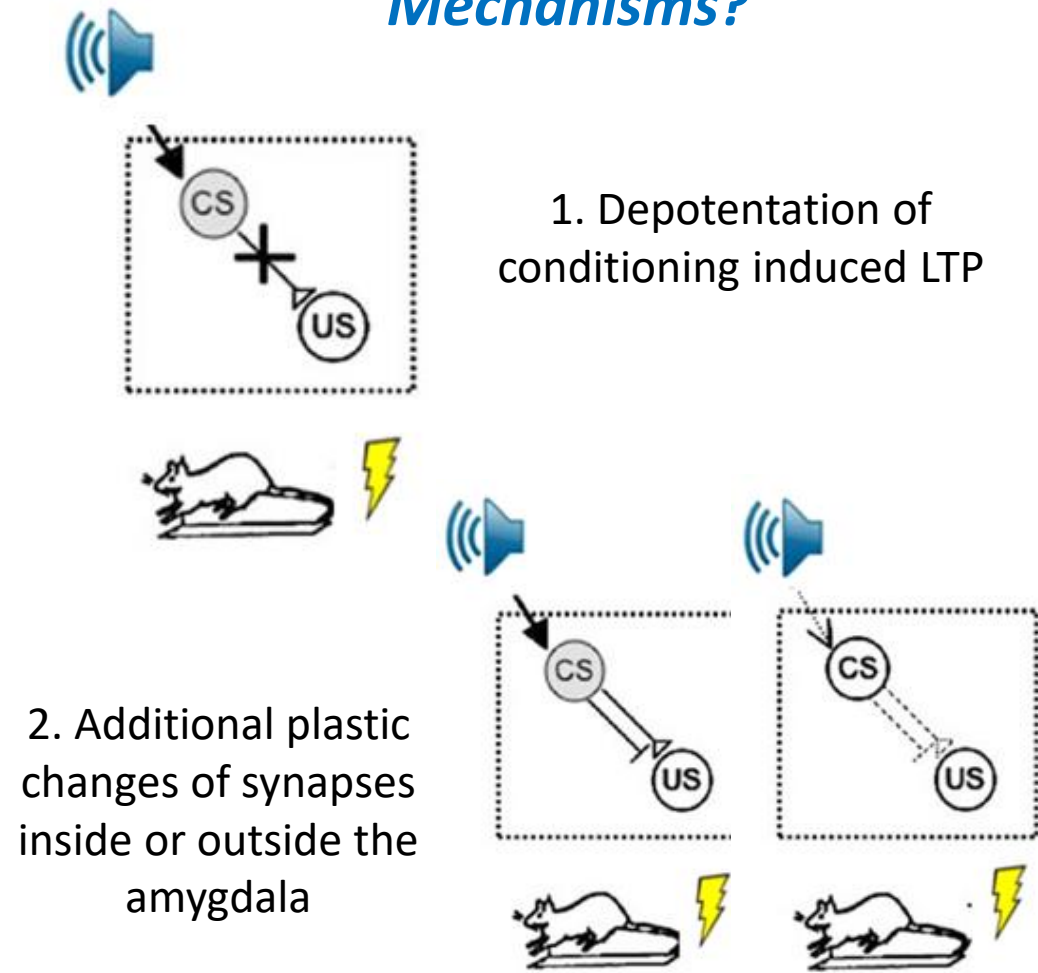 Mechanisms?
CS
US
1. Depotentation of
conditioning induced LTP
2. Additional plastic
changes of synapses
inside or outside the
amygdala
CS
US
CS
US